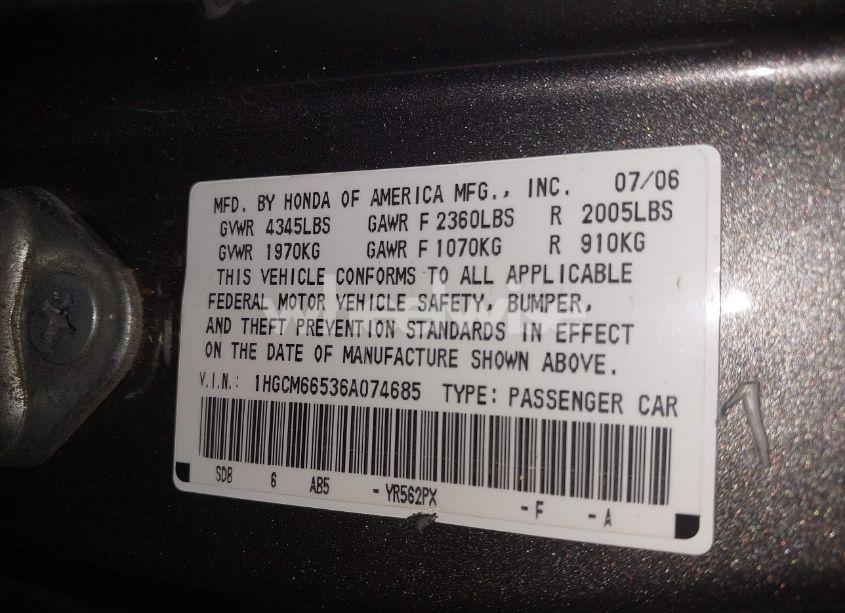 MFD. BY HONDA OF AMERICA MFG., INC. 07/06
GVWR 4345LBS GAWR F 2360LBS R 2005LBS
GVWR 1970KG GAWR F 1070KG R 910KG
THIS VEHICLE CONFORMS TO ALL APPLICABLE
FEDERAL MOTOR VEHICLE SAFETY, BUMPER,
AND THEFT PREVENTION STANDARDS IN EFFECT
ON THE DATE OF MANUFACTURE SHOWN ABOVE.
V.I.N.: 1HGCM66536A074685 TYPE: PASSENGER CAR
SDB 6 AB5 - YR562PX - F - A